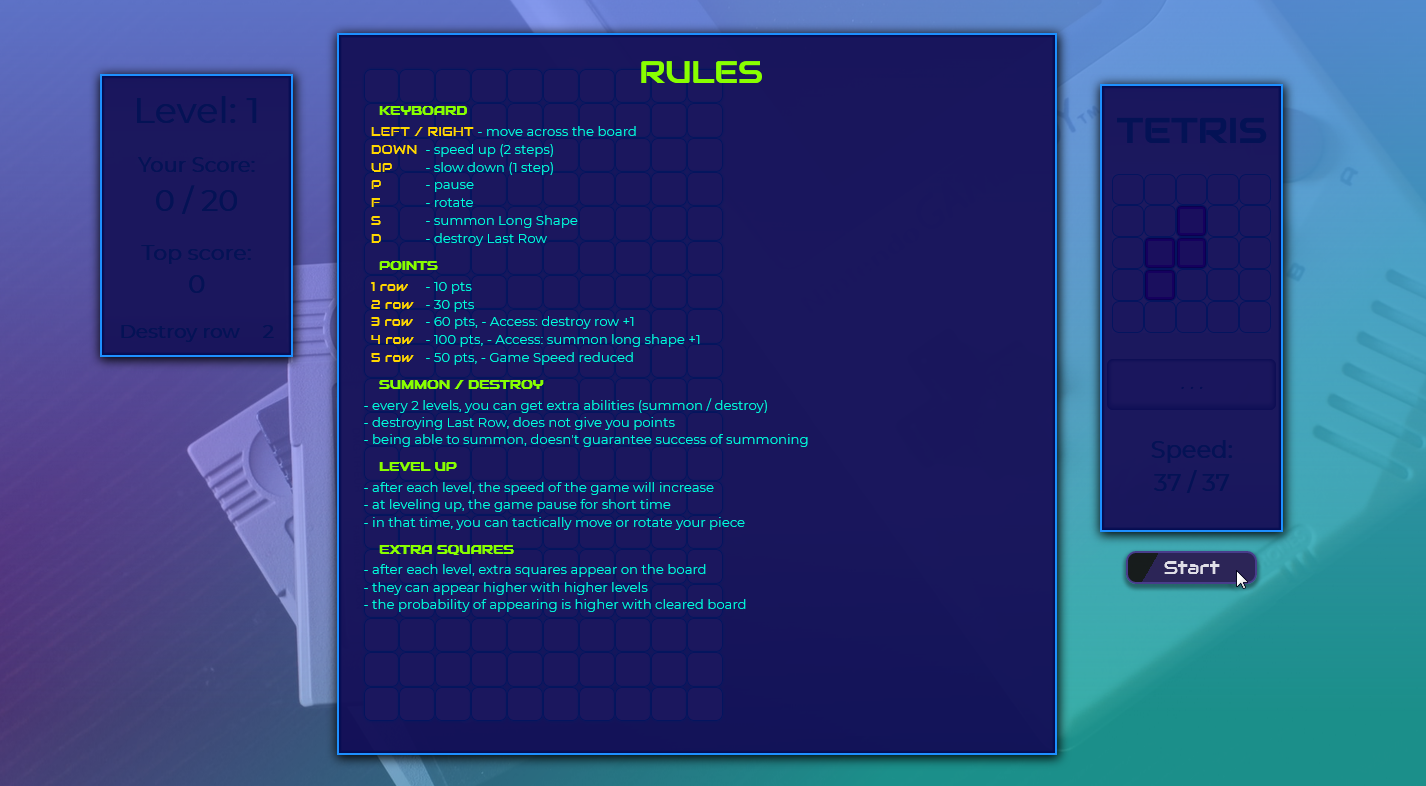 RULES
KEYBOARD
LEFT / RIGHT - move across the board
DOWN - speed up (2 steps)
UP - slow down (1 step)
P - pause
F - rotate
S - summon Long Shape
D - destroy Last Row
POINTS
1 row - 10 pts
2 row - 30 pts
3 row - 60 pts, - Access: destroy row +1
4 row - 100 pts, - Access: summon long shape +1
5 row - 50 pts, - Game Speed reduced
SUMMON / DESTROY
- every 2 levels, you can get extra abilities (summon / destroy)
- destroying Last Row, does not give you points
- being able to summon, doesn't guarantee success of summoning
LEVEL UP
- after each level, the speed of the game will increase
- at leveling up, the game pause for short time
- in that time, you can tactically move or rotate your piece
EXTRA SQUARES
- after each level, extra squares appear on the board
- they can appear higher with higher levels
- the probability of appearing is higher with cleared board
Level: 1
Your Score:
0 / 20
Top score:
0
Destroy row 2
TETRIS
...
Speed:
37 / 37
Start